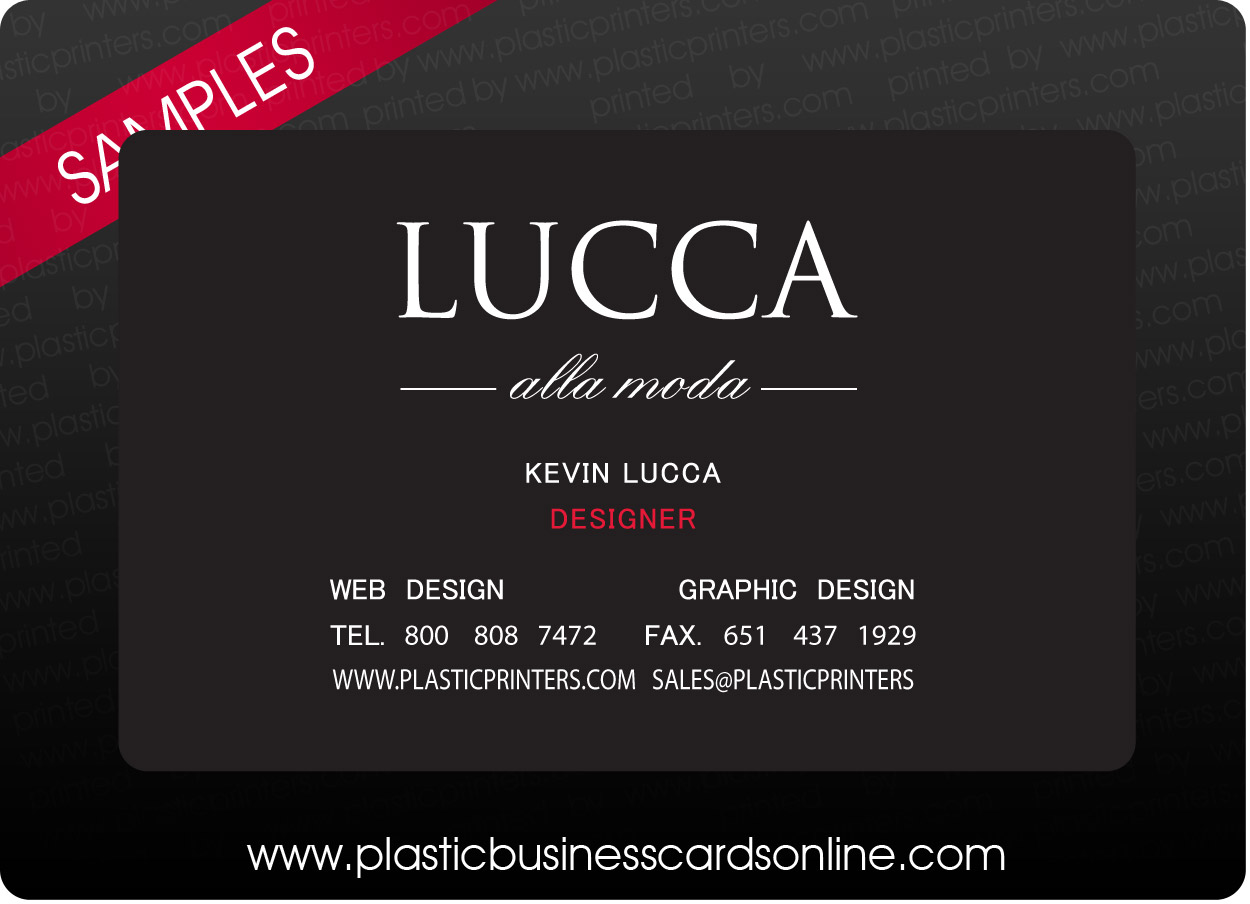 SAMPLES
LUCCA
alla moda
KEVIN LUCCA
DESIGNER
WEB DESIGN GRAPHIC DESIGN
TEL. 800 808 7472 FAX. 651 437 1929
WWW.PLASTICPRINTERS.COM SALES@PLASTICPRINTERS
www.plasticbusinesscardsonline.com